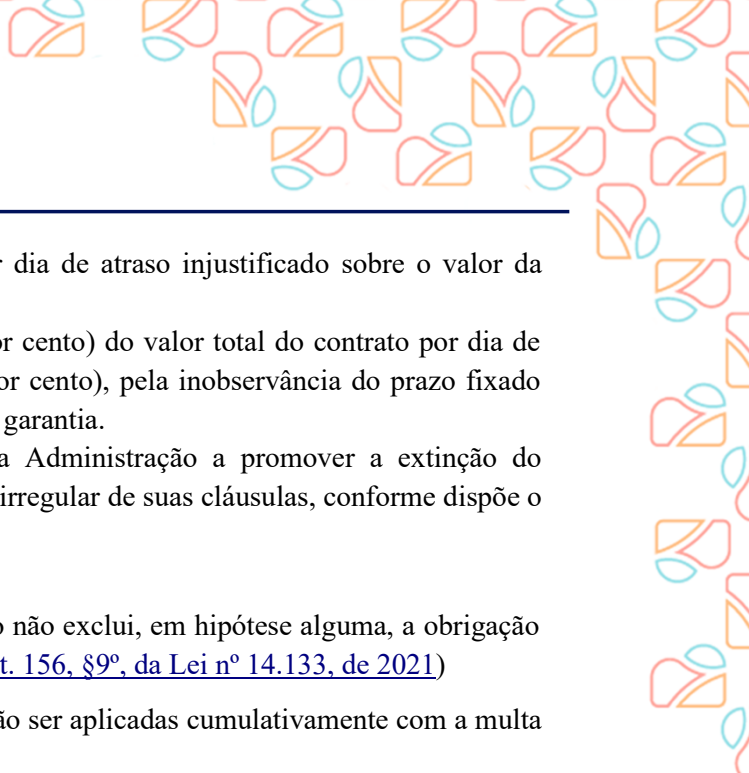 dia de atraso injustificado sobre o valor da
cento) do valor total do contrato por dia de
cento), pela inobservância do prazo fixado
garantia.
a Administração a promover a extinção do
irregular de suas cláusulas, conforme dispõe o
não exclui, em hipótese alguma, a obrigação
t. 156, §9º, da Lei nº 14.133, de 2021)
ão ser aplicadas cumulativamente com a multa